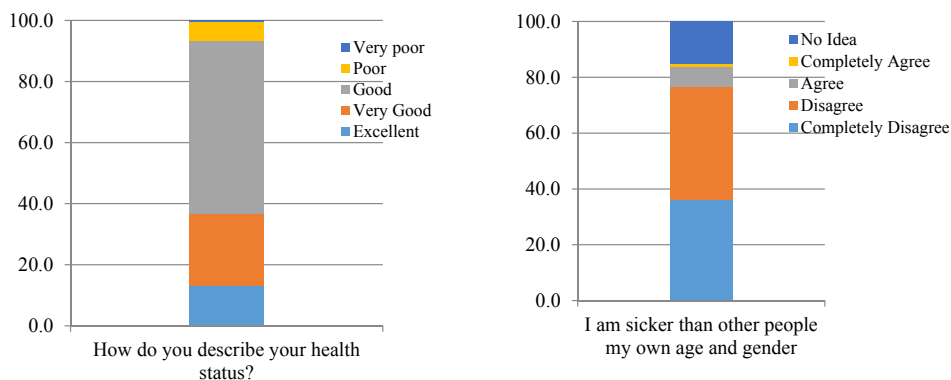 100.0
80.0
60.0
40.0
20.0
0.0
Very poor
Poor
Good
Very Good
Excellent
How do you describe your health
status?
100.0
80.0
60.0
40.0
20.0
0.0
No Idea
Completely Agree
Agree
Disagree
Completely Disagree
I am sicker than other people
my own age and gender